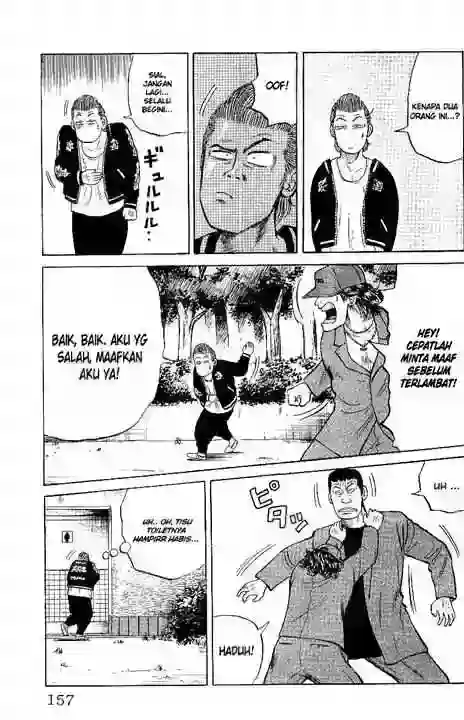 KENAPA DUA
ORANG INI...?
OOF!
SIAL,
JANGAN
LAGI...
SELALU
BEGINI...
ギュルルルル...
HEY!
CEPATLAH
MINTA MAAF
SEBELUM
TERLAMBAT!
BAIK, BAIK. AKU YG
SALAH, MAAFKAN
AKU YA!
UH ...
ピタッ
HADUH!
UH.. OH, TISU
TOILETNYA
HAMPIRR HABIS...
157